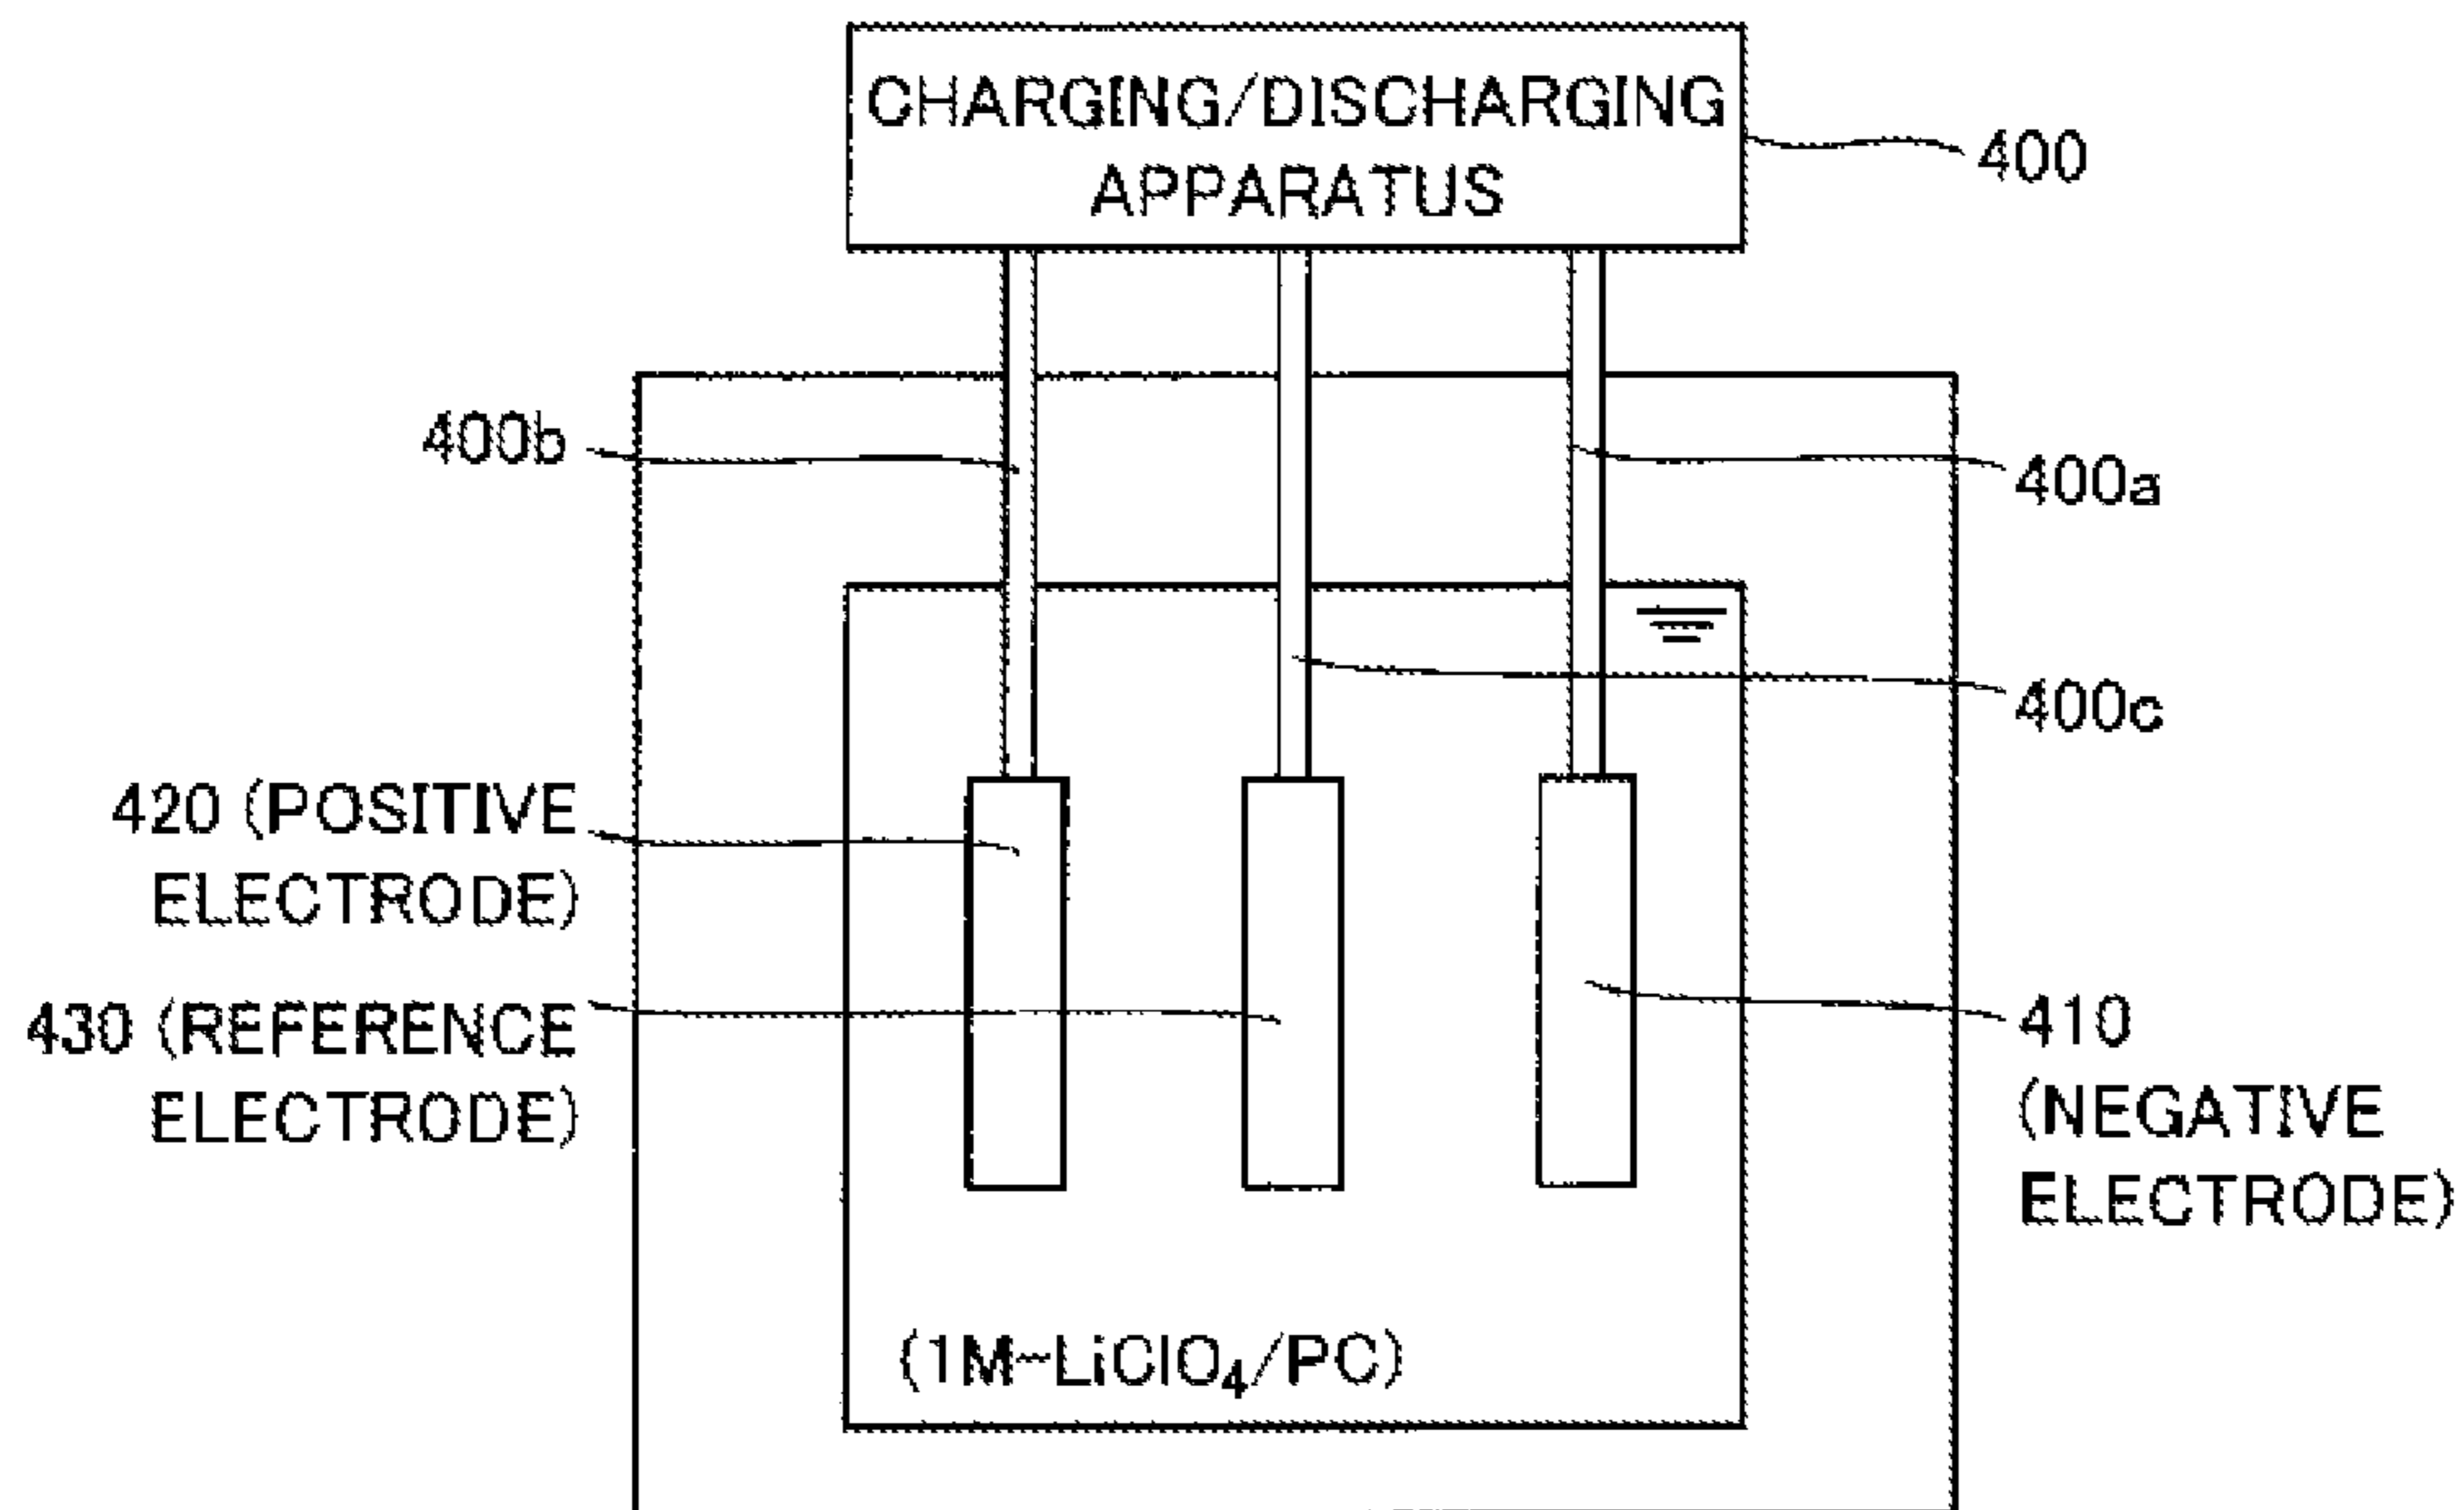 CHARGING/DISCHARGING
APPARATUS
400
400b
400a
400c
420 (POSITIVE
ELECTRODE)
430 (REFERENCE
ELECTRODE)
410
(NEGATIVE
ELECTRODE)
(1M-LiClO₄/PC)